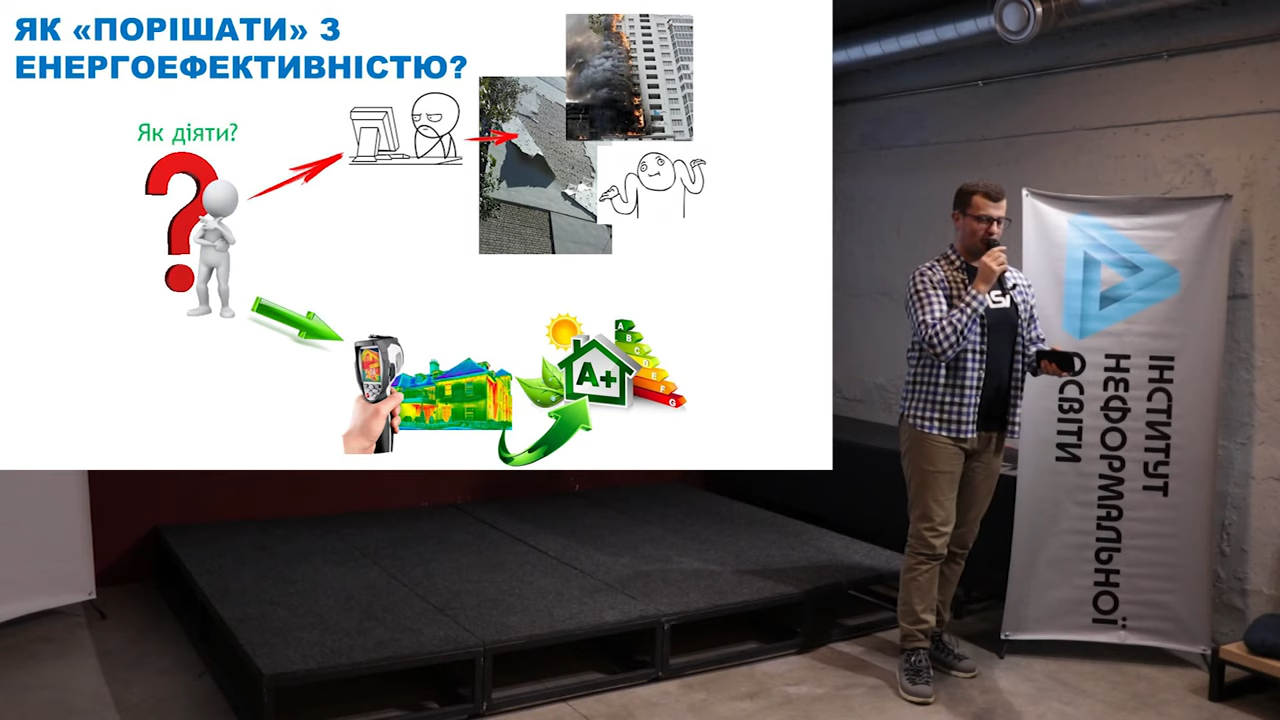 ЯК «ПОРІШАТИ» З
ЕНЕРГОЕФЕКТИВНІСТЮ?
Як діяти?
A+
A
B
C
D
E
F
G
ІНСТИТУТ
НЕФОРМАЛЬНОЇ
ОСВІТИ